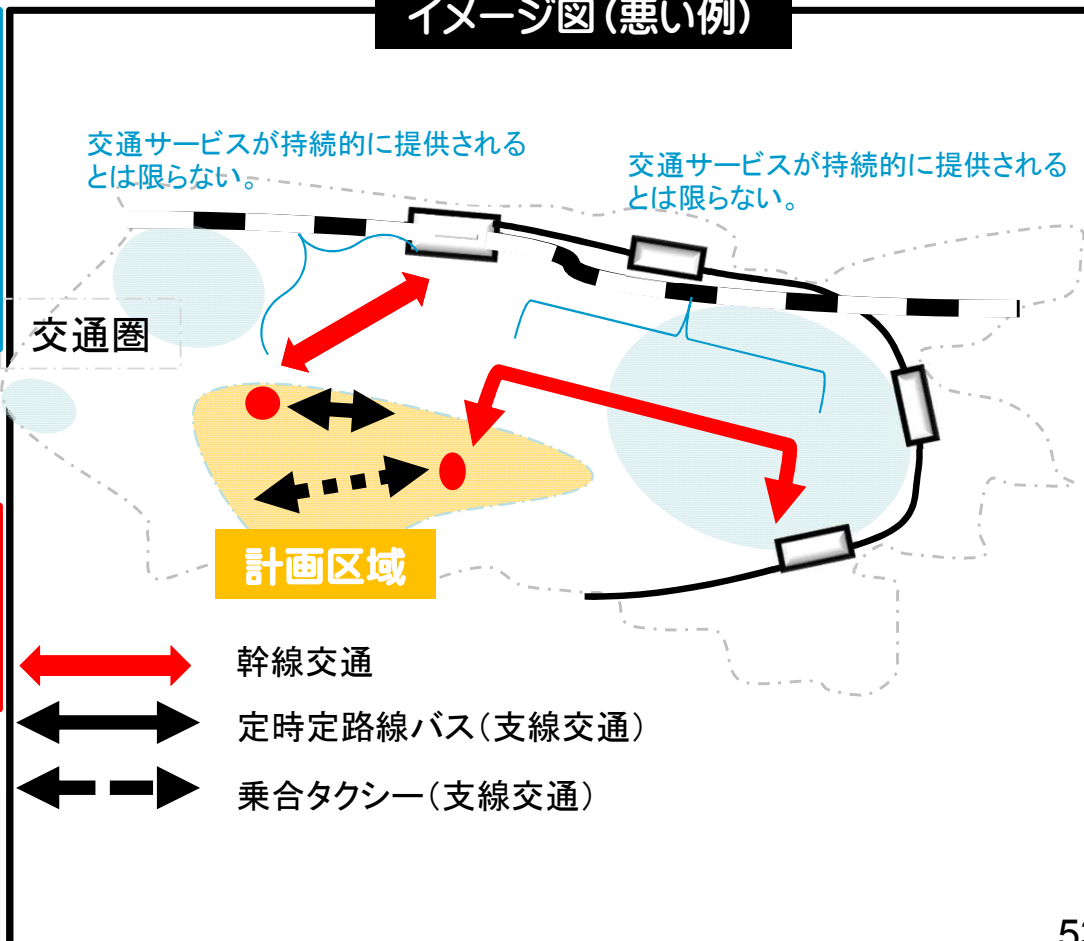 イメージ図（悪い例）
交通サービスが持続的に提供される
とは限らない。
交通サービスが持続的に提供される
とは限らない。
交通圏
計画区域
幹線交通
定時定路線バス（支線交通）
乗合タクシー（支線交通）